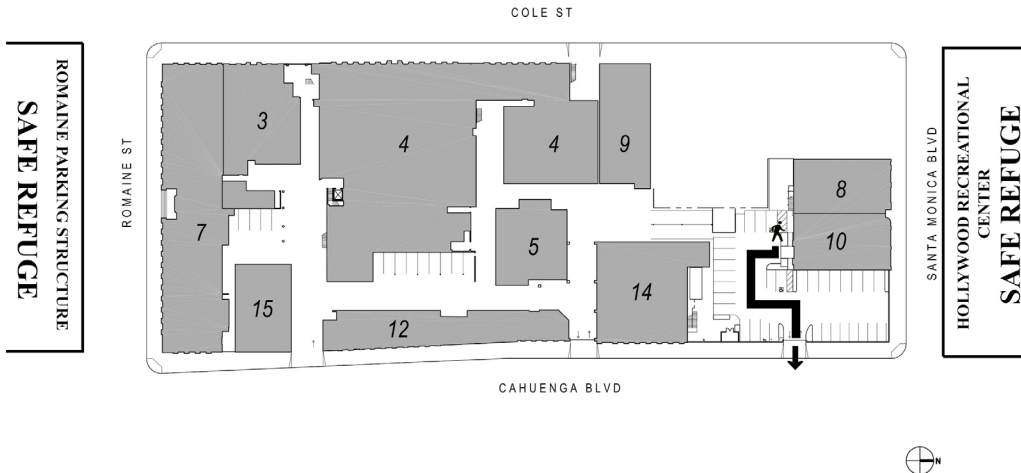 COLE ST
ROMAINE PARKING STRUCTURE
SAFE REFUGE
ROMAINE ST
3
4
4
9
8
7
5
10
15
14
12
SANTA MONICA BLVD
HOLLYWOOD RECREATIONAL
CENTER
SAFE REFUGE
CAHUENGA BLVD
N